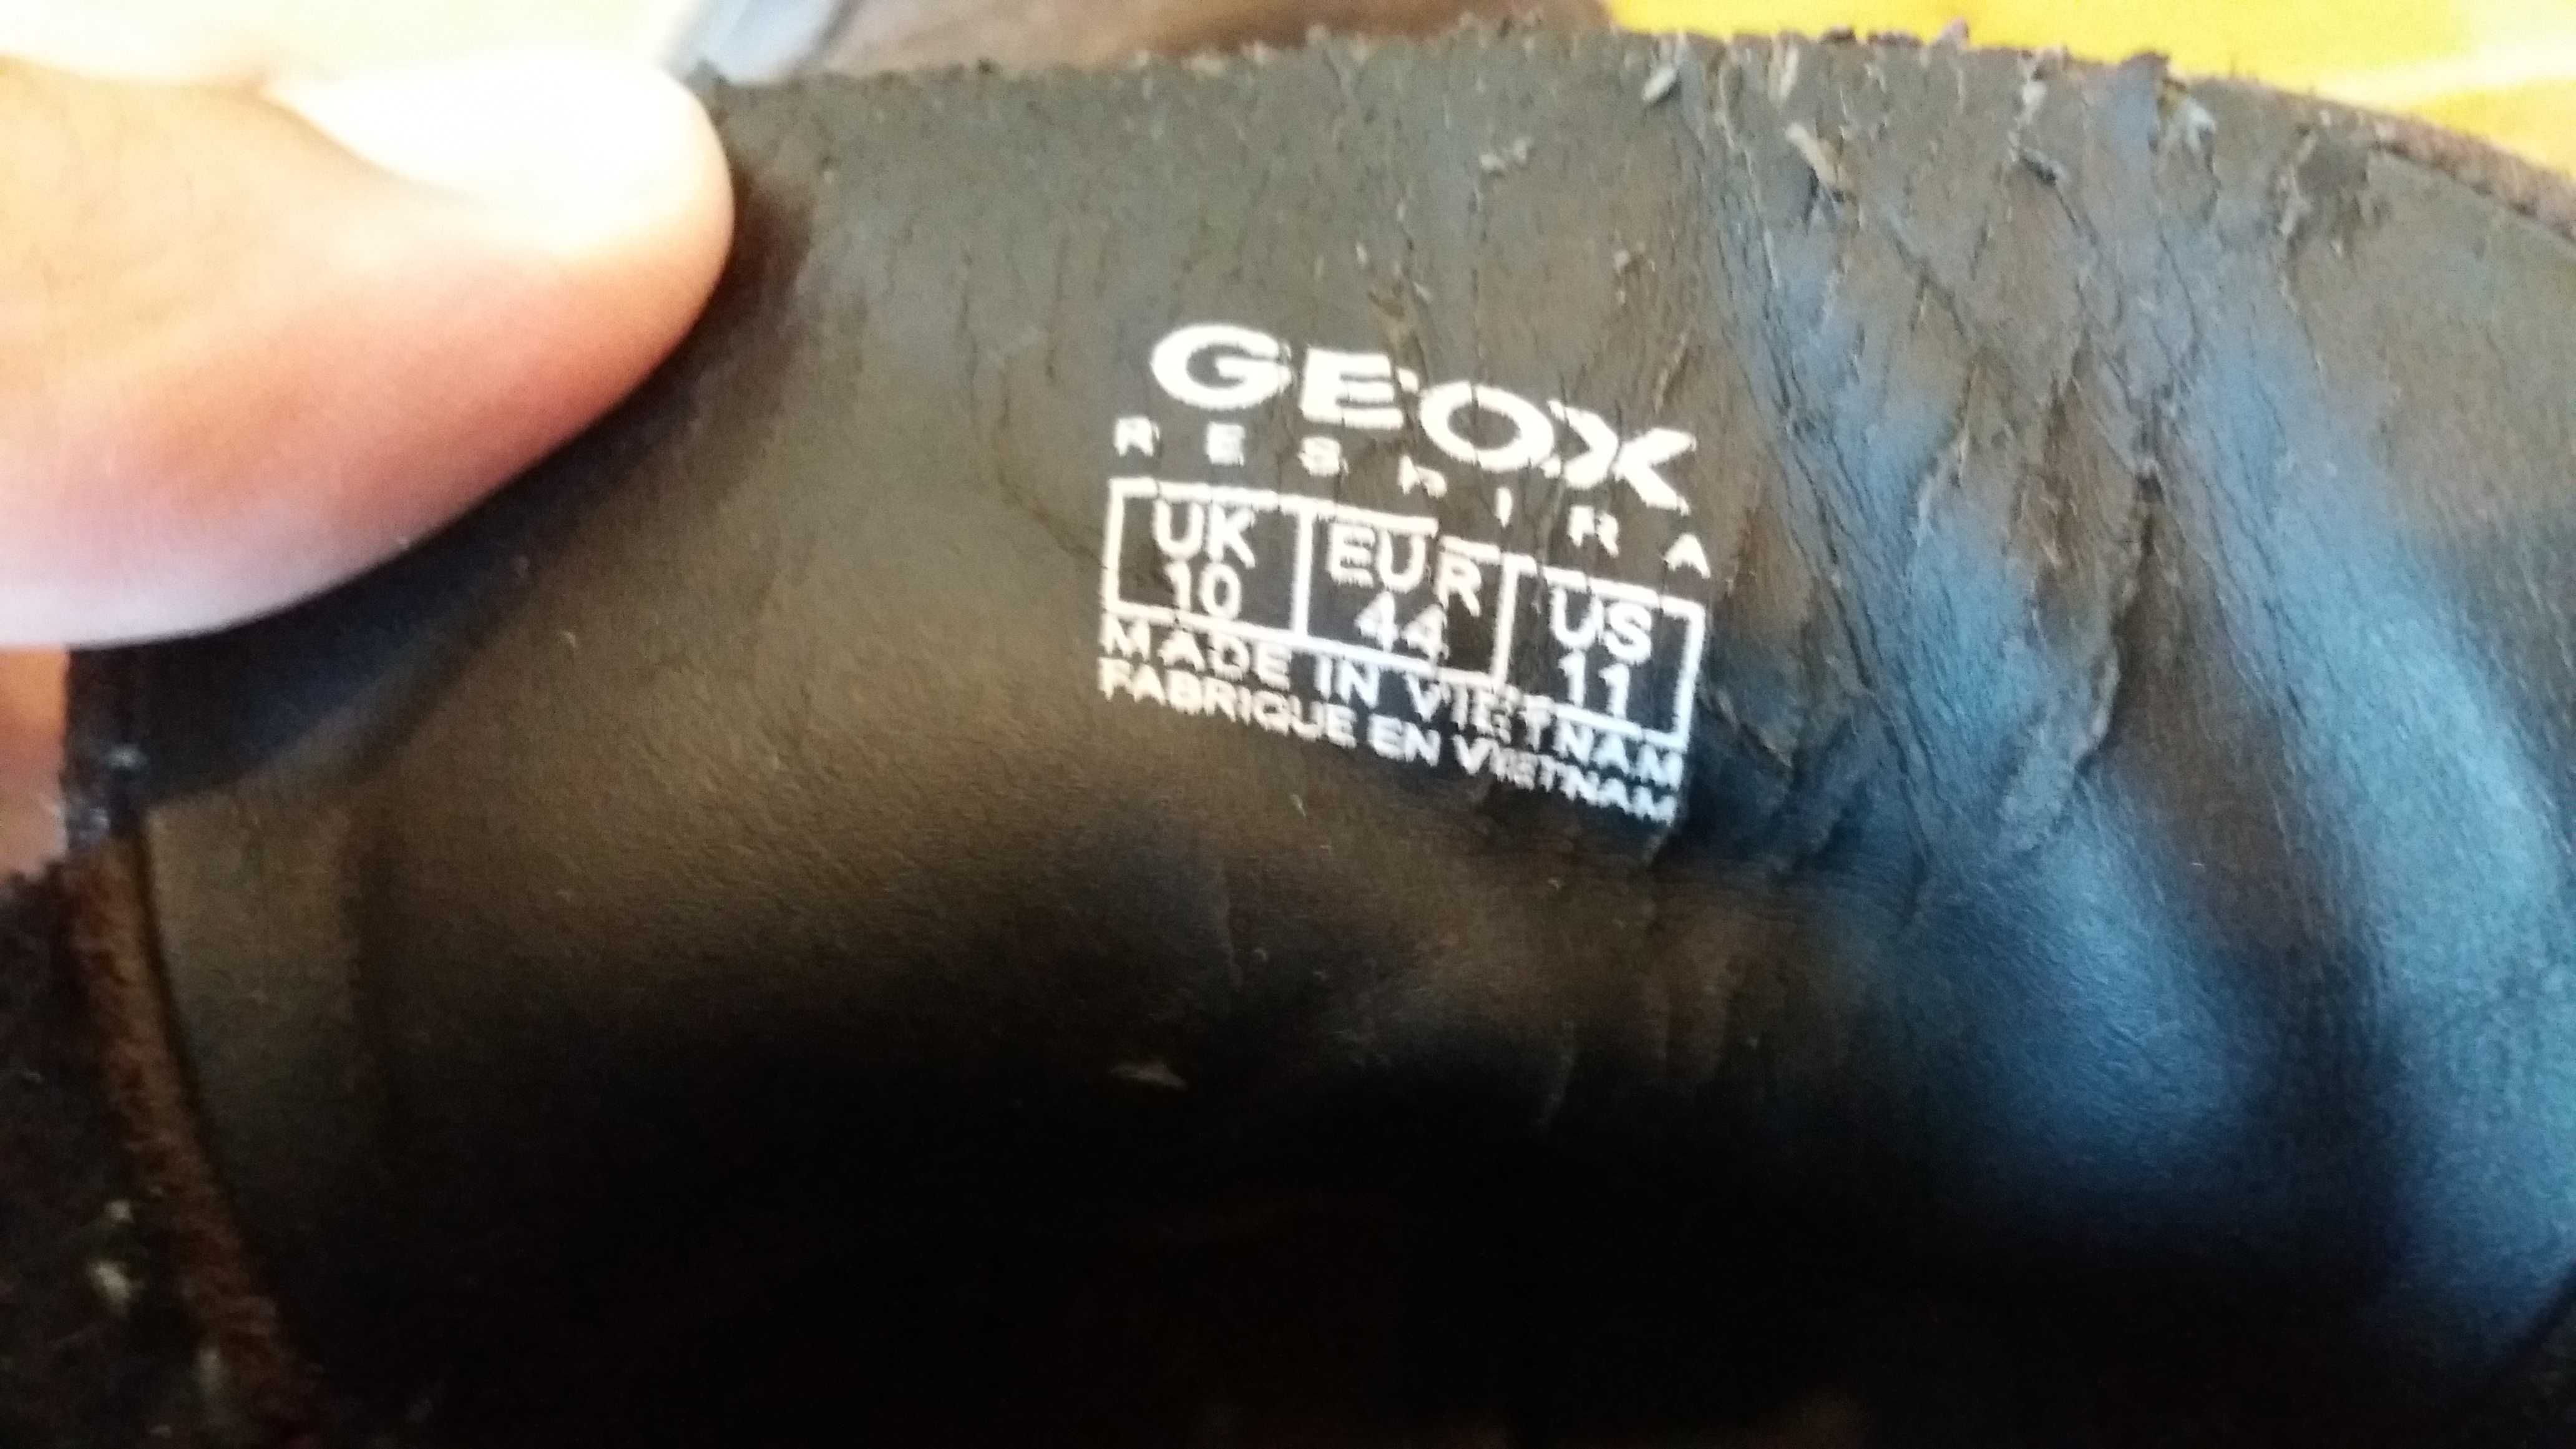 GEOX
RESPIRA
UK EUR US
10 44 11
MADE IN VIETNAM
FABRIQUE EN VIETNAM